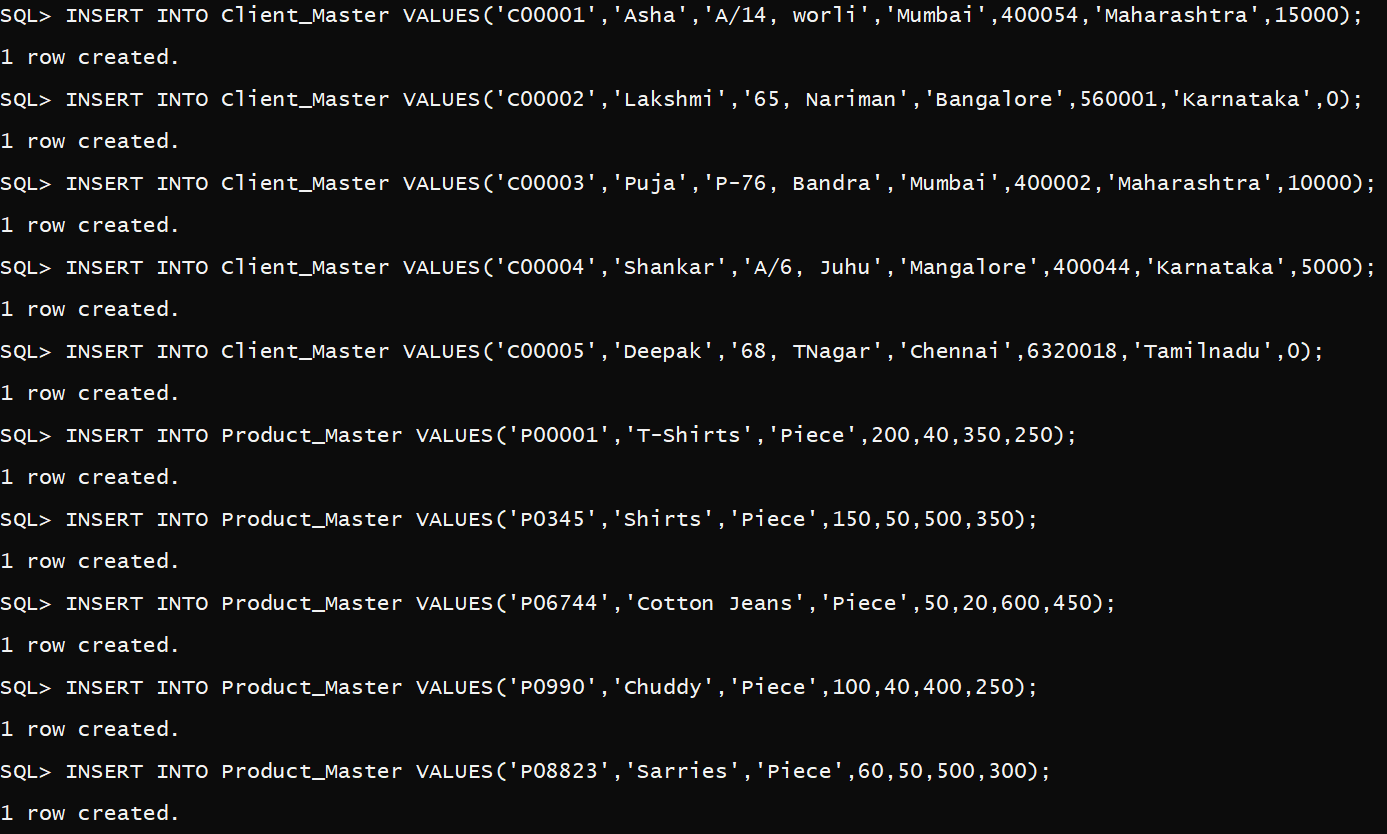 SQL> INSERT INTO Client_Master VALUES('C00001','Asha','A/14, worli','Mumbai',400054,'Maharashtra',15000);
1 row created.
SQL> INSERT INTO Client_Master VALUES('C00002','Lakshmi','65, Nariman','Bangalore',560001,'Karnataka',0);
1 row created.
SQL> INSERT INTO Client_Master VALUES('C00003','Puja','P-76, Bandra','Mumbai',400002,'Maharashtra',10000);
1 row created.
SQL> INSERT INTO Client_Master VALUES('C00004','Shankar','A/6, Juhu','Mangalore',400044,'Karnataka',5000);
1 row created.
SQL> INSERT INTO Client_Master VALUES('C00005','Deepak','68, TNagar','Chennai',6320018,'Tamilnadu',0);
1 row created.
SQL> INSERT INTO Product_Master VALUES('P00001','T-Shirts','Piece',200,40,350,250);
1 row created.
SQL> INSERT INTO Product_Master VALUES('P0345','Shirts','Piece',150,50,500,350);
1 row created.
SQL> INSERT INTO Product_Master VALUES('P06744','Cotton Jeans','Piece',50,20,600,450);
1 row created.
SQL> INSERT INTO Product_Master VALUES('P0990','Chuddy','Piece',100,40,400,250);
1 row created.
SQL> INSERT INTO Product_Master VALUES('P08823','Sarries','Piece',60,50,500,300);
1 row created.